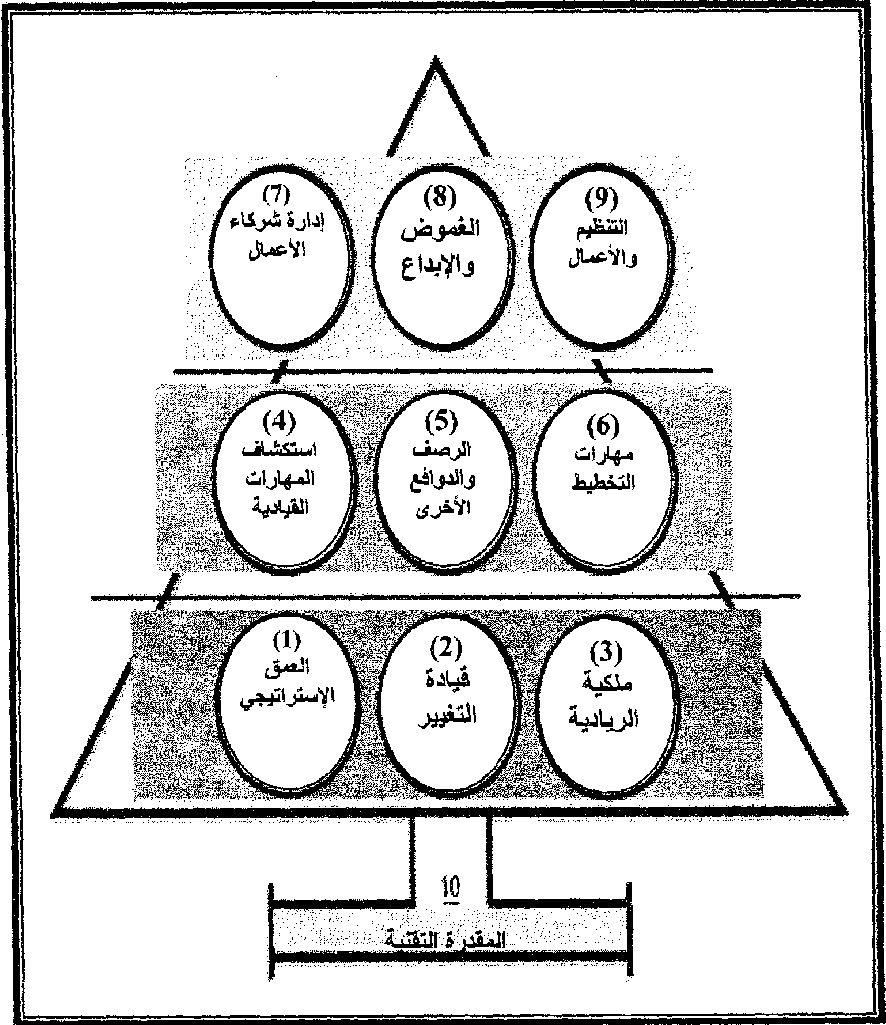 (7)
إدارة شركاء
الأعمال
(8)
الغموض
والإبداع
(9)
التنظيم
والأعمال
(4)
استكشاف
المهارات
القيادية
(5)
الرصف
والدوافع
الأخرى
(6)
مهارات
التخطيط
(1)
العمق
الإستراتيجي
(2)
قيادة
التغيير
(3)
ملكية
الريادية
10
المقدرة التقنية